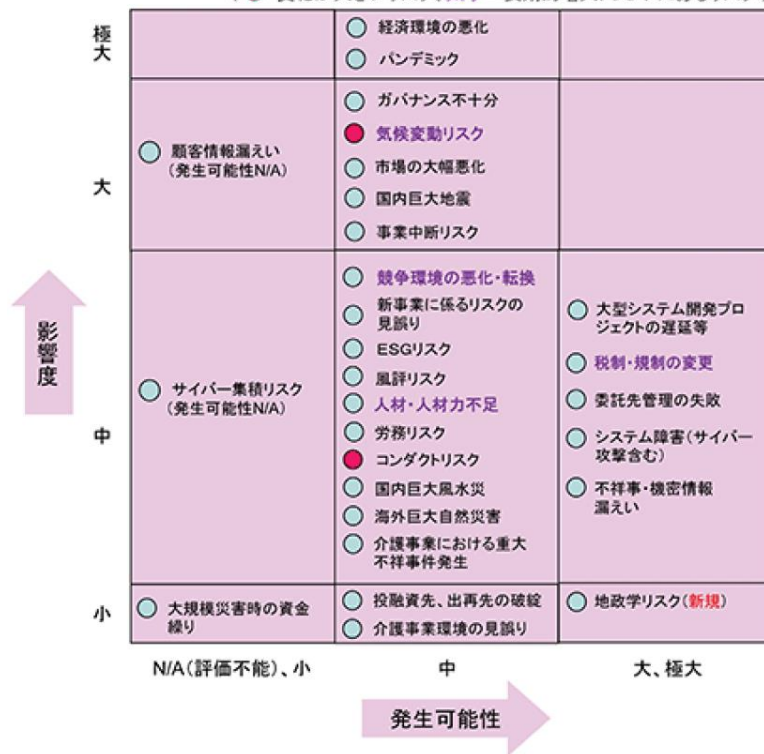 極大
経済環境の悪化
パンデミック
大
顧客情報漏えい
(発生可能性N/A)
ガバナンス不十分
気候変動リスク
市場の大幅悪化
国内巨大地震
事業中断リスク
影響度
中
サイバー集積リスク
(発生可能性N/A)
競争環境の悪化・転換
新事業に係るリスクの
見誤り
ESGリスク
風評リスク
人材・人材力不足
労務リスク
コンダクトリスク
国内巨大風水災
海外巨大自然災害
介護事業における重大
不祥事件発生
大型システム開発プロ
ジェクトの遅延等
税制・規制の変更
委託先管理の失敗
システム障害(サイバー
攻撃含む)
不祥事・機密情報
漏えい
小
大規模災害時の資金
繰り
投融資先、出再先の破綻
介護事業環境の見誤り
地政学リスク(新規)
N/A(評価不能)、小
中
大、極大
発生可能性